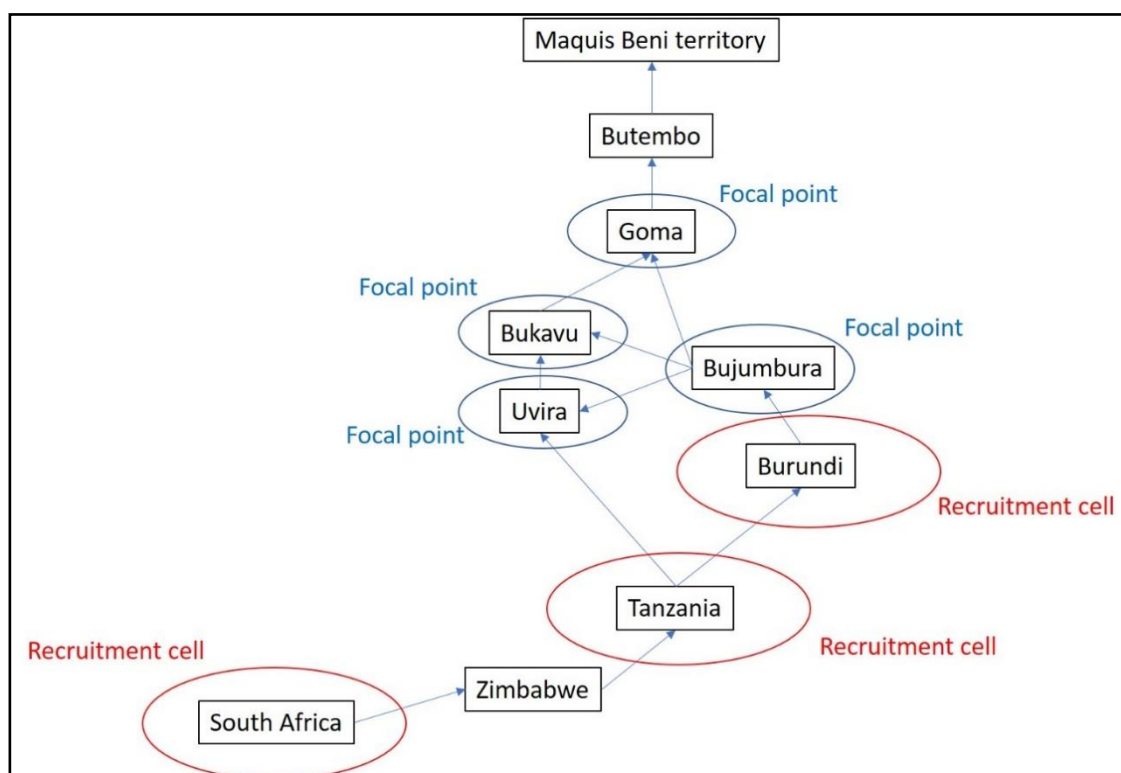 Maquis Beni territory
Butembo
Focal point
Goma
Focal point
Bukavu
Focal point
Bujumbura
Uvira
Focal point
Burundi
Recruitment cell
Tanzania
Recruitment cell
Recruitment cell
Zimbabwe
South Africa